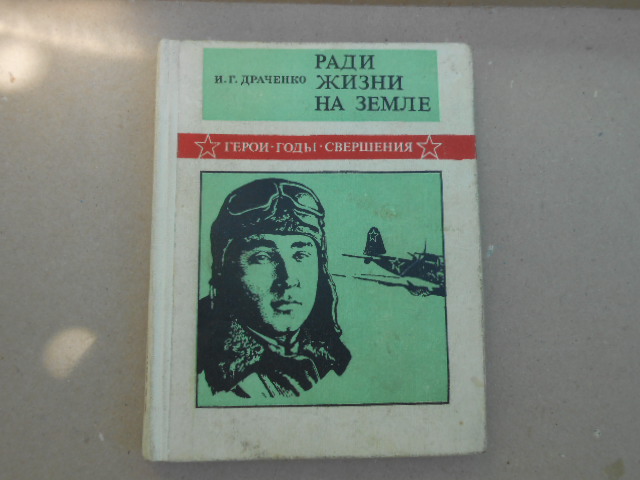 И. Г. ДРАЧЕНКО
РАДИ
ЖИЗНИ
НА ЗЕМЛЕ
ГЕРОИ·ГОДЫ·СВЕРШЕНИЯ